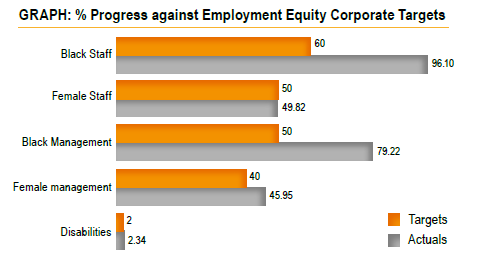 GRAPH: % Progress against Employment Equity Corporate Targets
Black Staff
60
96.10
Female Staff
50
49.82
Black Management
50
79.22
Female management
40
45.95
Disabilities
2
2.34
Targets
Actuals